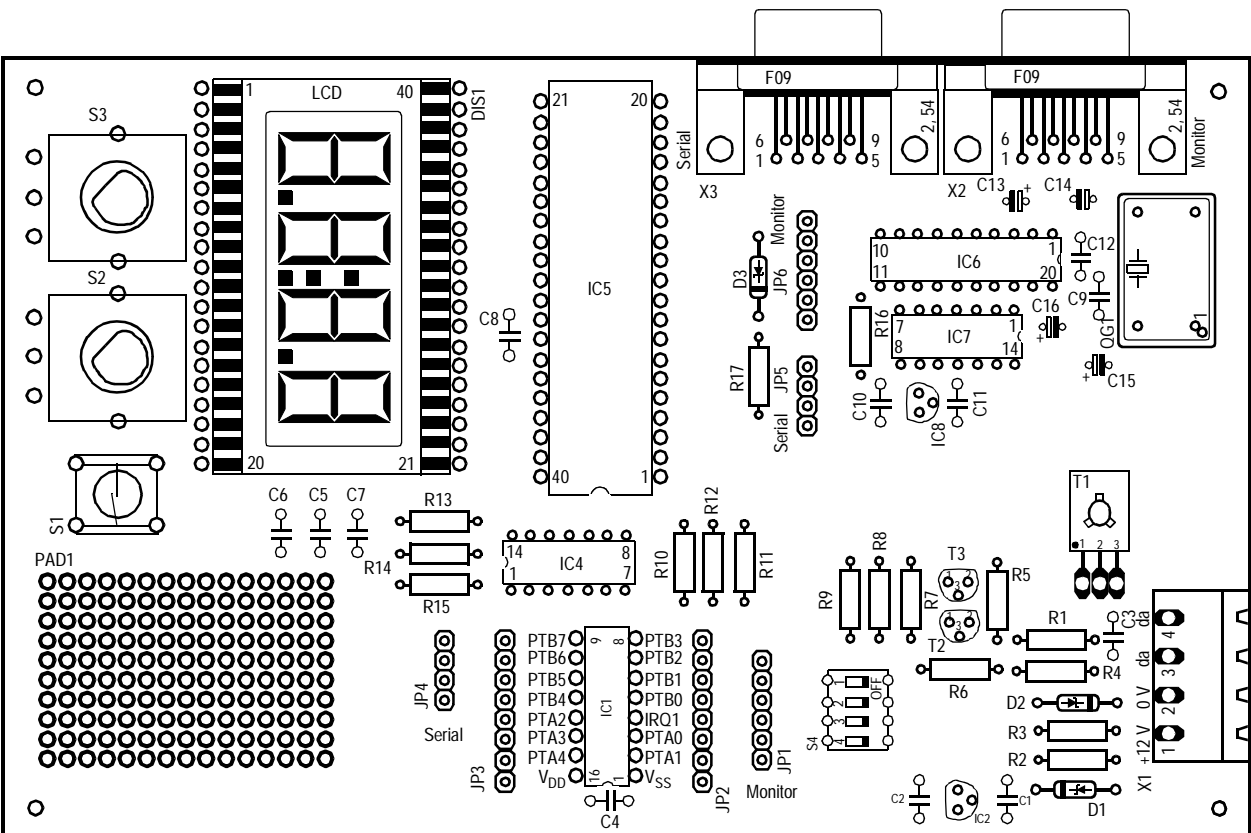 F09
F09
S3
1
LCD
40
DIS1
21
20
Serial
6
9
1
5
2, 54
X3
6
9
1
5
2, 54
Monitor
X2
C13
+
C14
S2
C8
IC5
D3
Monitor
JP6
10
1
11
IC6
20
C12
C9
R16
7
1
8
IC7
14
C16
+
QG1
1
R17
JP5
Serial
C10
IC8
C11
+
C15
20
21
40
1
S1
C6
C5
C7
R13
R14
R15
14
8
1
IC4
7
R10
R12
R11
T1
1
2
3
PAD1
R9
R8
R7
T3
R5
T2
R6
R1
R4
C3
da
4
da
3
0 V
2
+12 V
1
X1
JP4
Serial
JP3
PTB7
9
8
PTB3
PTB6
PTB2
PTB5
PTB1
PTB4
IC1
PTB0
PTA2
IRQ1
PTA3
PTA0
PTA4
PTA1
VDD
16
1
VSS
C4
JP2
JP1
Monitor
1
OFF
2
3
4
S4
D2
R3
R2
D1
C2
IC2
C1